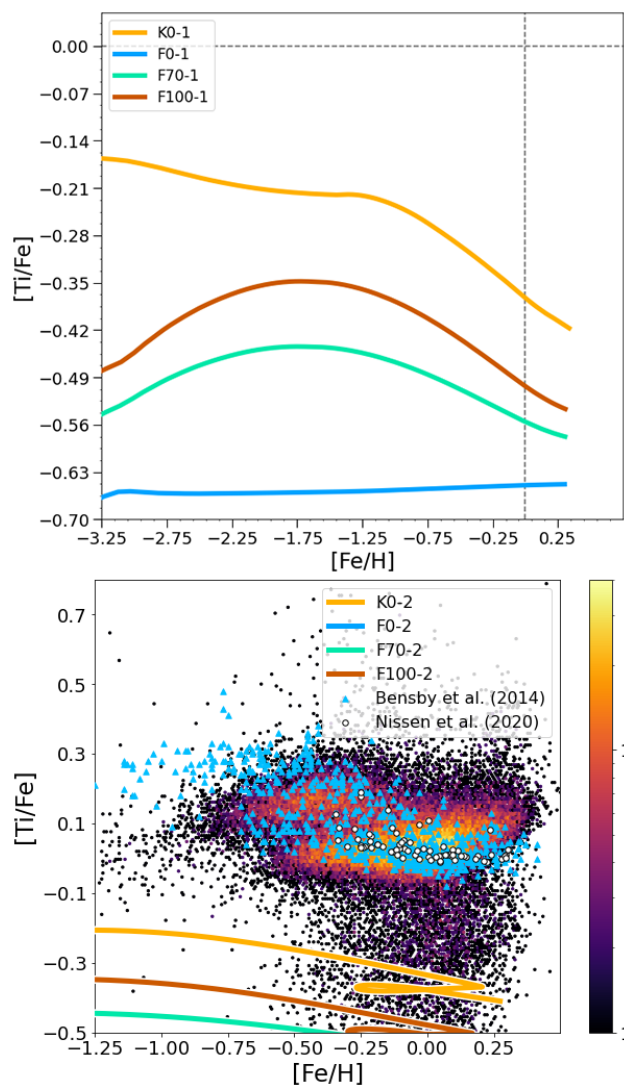 K0-1
F0-1
F70-1
F100-1
0.00
−0.07
−0.14
−0.21
−0.28
−0.35
−0.42
−0.49
−0.56
−0.63
−0.70
[Ti/Fe]
−3.25 −2.75 −2.25 −1.75 −1.25 −0.75 −0.25 0.25
[Fe/H]
K0-2
F0-2
F70-2
F100-2
Bensby et al. (2014)
Nissen et al. (2020)
0.7
0.5
0.3
0.1
−0.1
−0.3
−0.5
[Ti/Fe]
−1.25 −1.00 −0.75 −0.50 −0.25 0.00 0.25
[Fe/H]